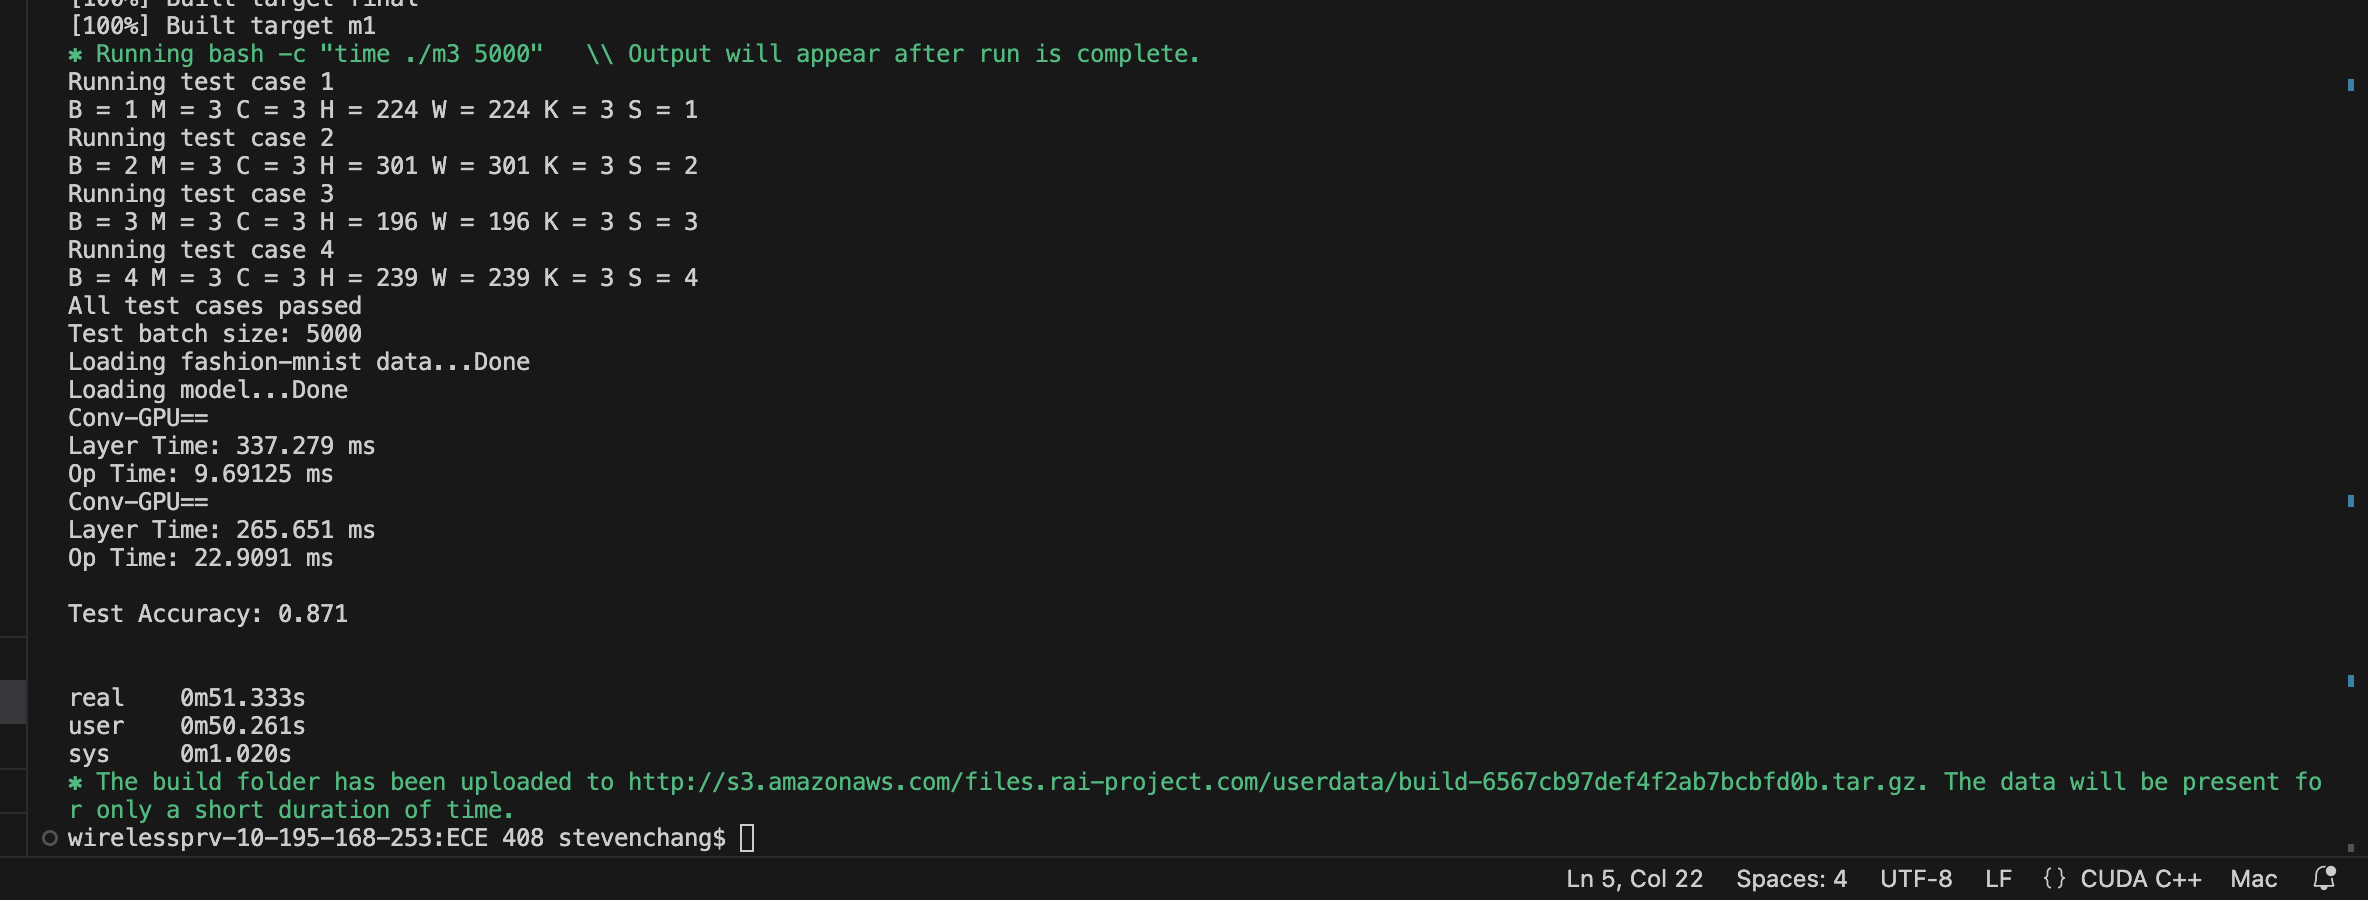 [100%] Built target final
[100%] Built target m1
✱ Running bash -c "time ./m3 5000"   \\ Output will appear after run is complete.
Running test case 1
B = 1 M = 3 C = 3 H = 224 W = 224 K = 3 S = 1
Running test case 2
B = 2 M = 3 C = 3 H = 301 W = 301 K = 3 S = 2
Running test case 3
B = 3 M = 3 C = 3 H = 196 W = 196 K = 3 S = 3
Running test case 4
B = 4 M = 3 C = 3 H = 239 W = 239 K = 3 S = 4
All test cases passed
Test batch size: 5000
Loading fashion-mnist data...Done
Loading model...Done
Conv-GPU==
Layer Time: 337.279 ms
Op Time: 9.69125 ms
Conv-GPU==
Layer Time: 265.651 ms
Op Time: 22.9091 ms
Test Accuracy: 0.871
real    0m51.333s
user    0m50.261s
sys     0m1.020s
✱ The build folder has been uploaded to http://s3.amazonaws.com/files.rai-project.com/userdata/build-6567cb97def4f2ab7bcbfd0b.tar.gz. The data will be present fo
r only a short duration of time.
wirelessprv-10-195-168-253:ECE 408 stevenchang$
Ln 5, Col 22   Spaces: 4   UTF-8   LF   {} CUDA C++   Mac